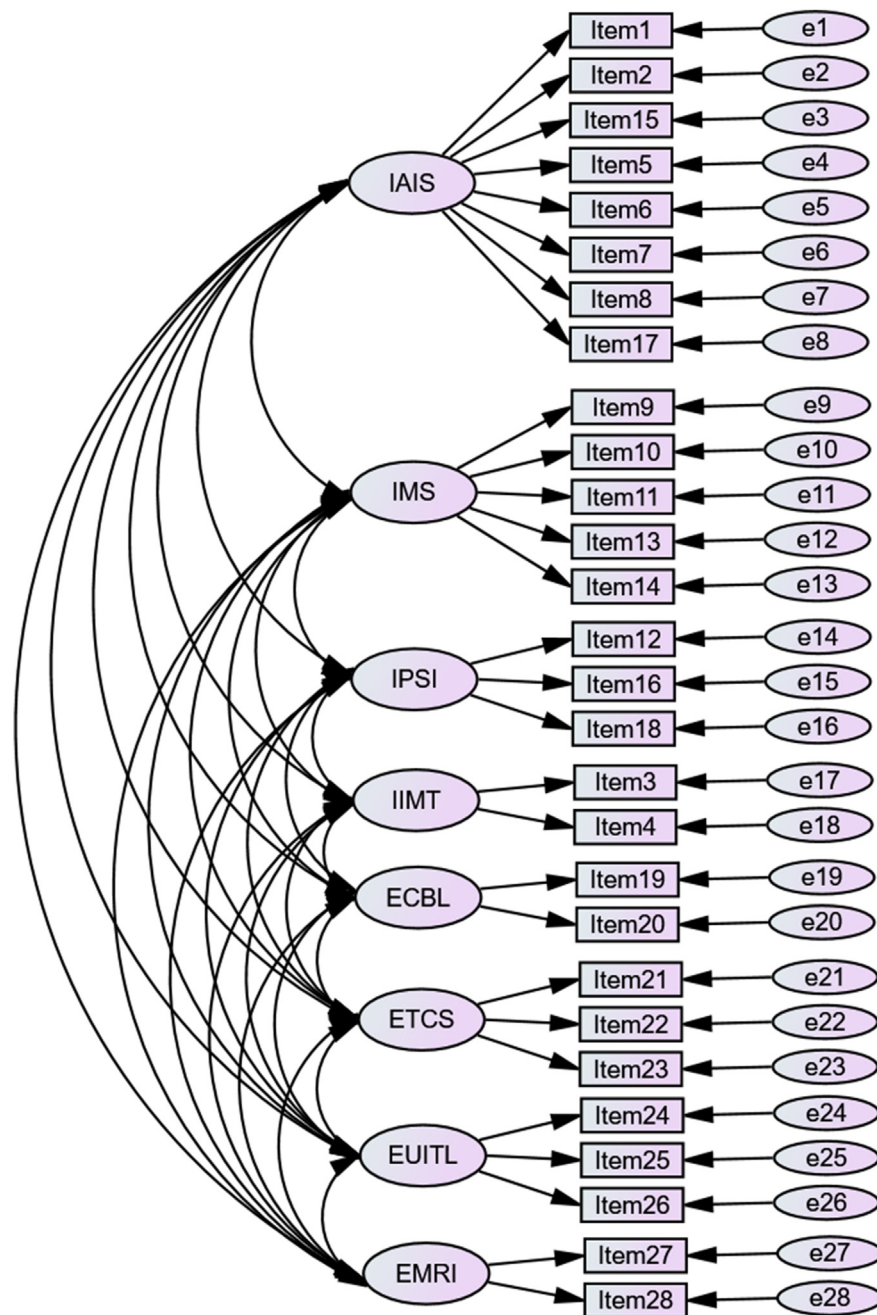 Item1 e1
Item2 e2
Item15 e3
IAIS
Item5 e4
Item6 e5
Item7 e6
Item8 e7
Item17 e8
Item9 e9
Item10 e10
IMS
Item11 e11
Item13 e12
Item14 e13
Item12 e14
IPSI
Item16 e15
Item18 e16
Item3 e17
IIMT
Item4 e18
Item19 e19
ECBL
Item20 e20
Item21 e21
ETCS
Item22 e22
Item23 e23
Item24 e24
EUITL
Item25 e25
Item26 e26
Item27 e27
EMRI
Item28 e28